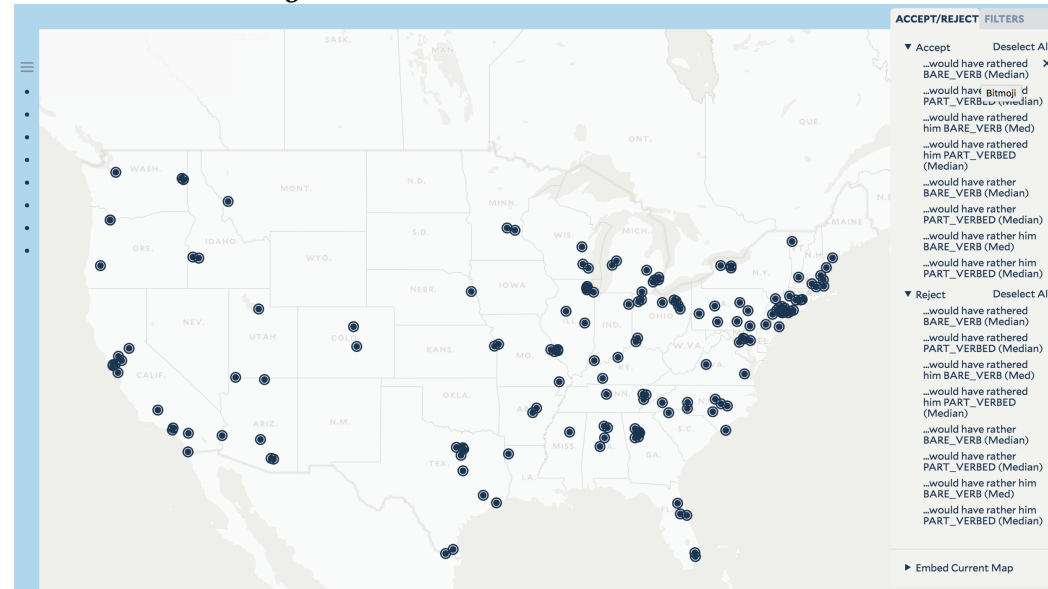 ACCEPT/REJECT FILTERS
Accept Deselect Al
...would have rathered
BARE_VERB (Median)
...would have d
PART_VERBED (Median)
Bitmoji
...would have rathered
him BARE_VERB (Med)
...would have rathered
him PART_VERBED
(Median)
...would have rather
BARE_VERB (Median)
...would have rather
PART_VERBED (Median)
...would have rather him
BARE_VERB (Med)
...would have rather him
PART_VERBED (Median)
Reject Deselect Al
...would have rathered
BARE_VERB (Median)
...would have rathered
PART_VERBED (Median)
...would have rathered
him BARE_VERB (Med)
...would have rathered
him PART_VERBED
(Median)
...would have rather
BARE_VERB (Median)
...would have rather
PART_VERBED (Median)
...would have rather him
BARE_VERB (Med)
...would have rather him
PART_VERBED (Median)
Embed Current Map
SASK.
MAN.
ONT.
QUE.
WASH.
MONT.
N.D.
MINN.
MAINE
ORE.
IDAHO
S.D.
WIS.
MICH.
N.Y.
N.H.
WYO.
IOWA
NEBR.
NEV.
UTAH
COLO.
KANS.
MO.
ILL.
IND.
OHIO
W.VA.
VA.
KY.
CALIF.
ARIZ.
N.M.
OKLA.
TEX.
LA.
MISS.
GA.
S.C.